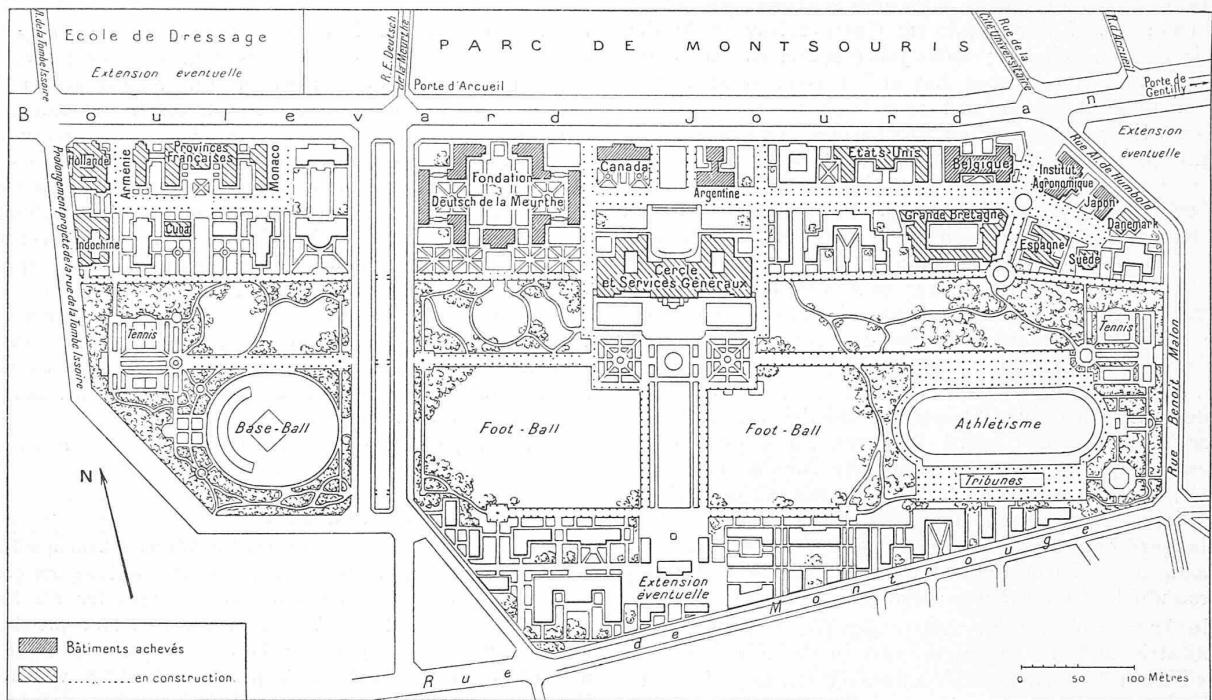 R. de la Tombe Issoire
Ecole de Dressage
Extension éventuelle
R. E. Deutsch
de la Meurthe
PARC DE MONTSOURIS
Rue de la
Cité Universitaire
R. d'Arcueil
Porte d'Arcueil
Porte de
Gentilly
Boulevard Jourdan
Extension
éventuelle
Rue Al. de Humbold
Prolongement projeté de la rue de la Tombe Issoire
Hollande
Arménie
Provinces
Françaises
Monaco
Fondation
Deutsch de la Meurthe
Canada
Argentine
Etats-Unis
Belgique
Institut
Agronomique
Japon
Danemark
Indochine
Cuba
Grande Bretagne
Espagne
Suède
Cercle
et Services Généraux
Tennis
Tennis
Rue Benoit Malon
Base-Ball
Foot-Ball
Foot-Ball
Athlétisme
Tribunes
N
Extension
éventuelle
Rue de Montrouge
Bâtiments achevés
.......... en construction.
0 50 100 Mètres